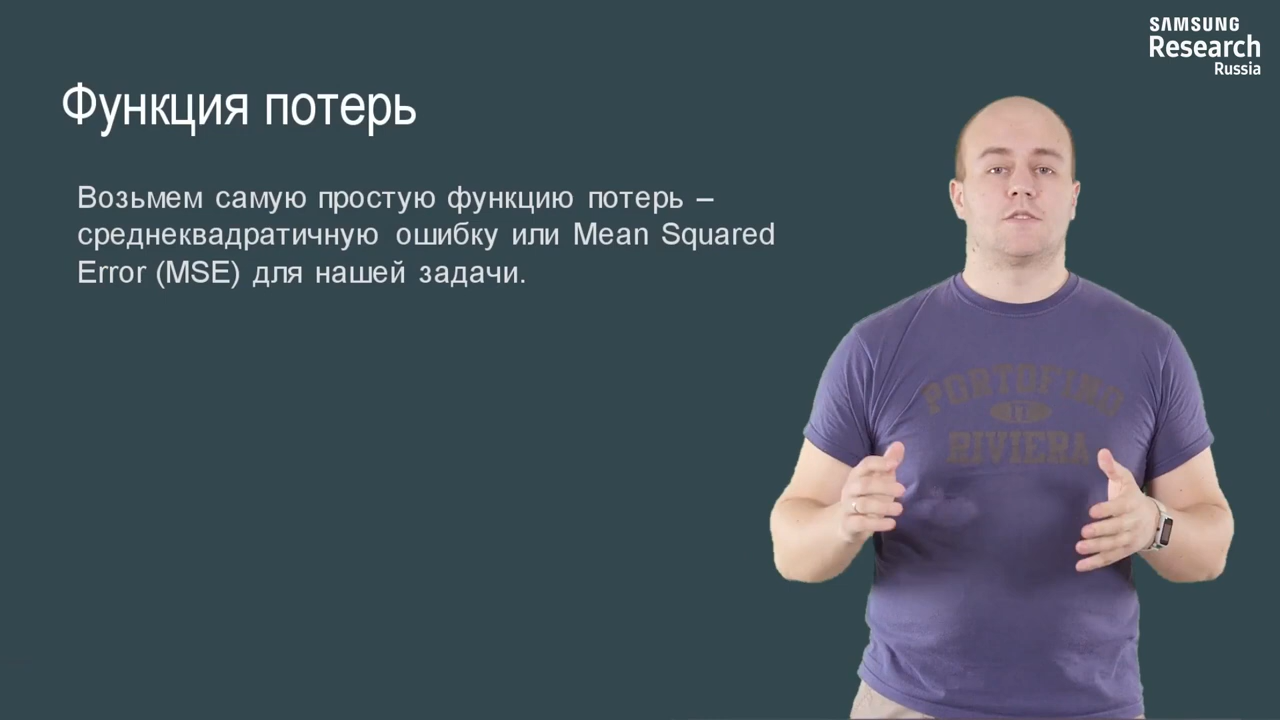 SAMSUNG
Research
Russia
Функция потерь
Возьмем самую простую функцию потерь –
среднеквадратичную ошибку или Mean Squared
Error (MSE) для нашей задачи.
PORTOFINO
IT
RIVIERA